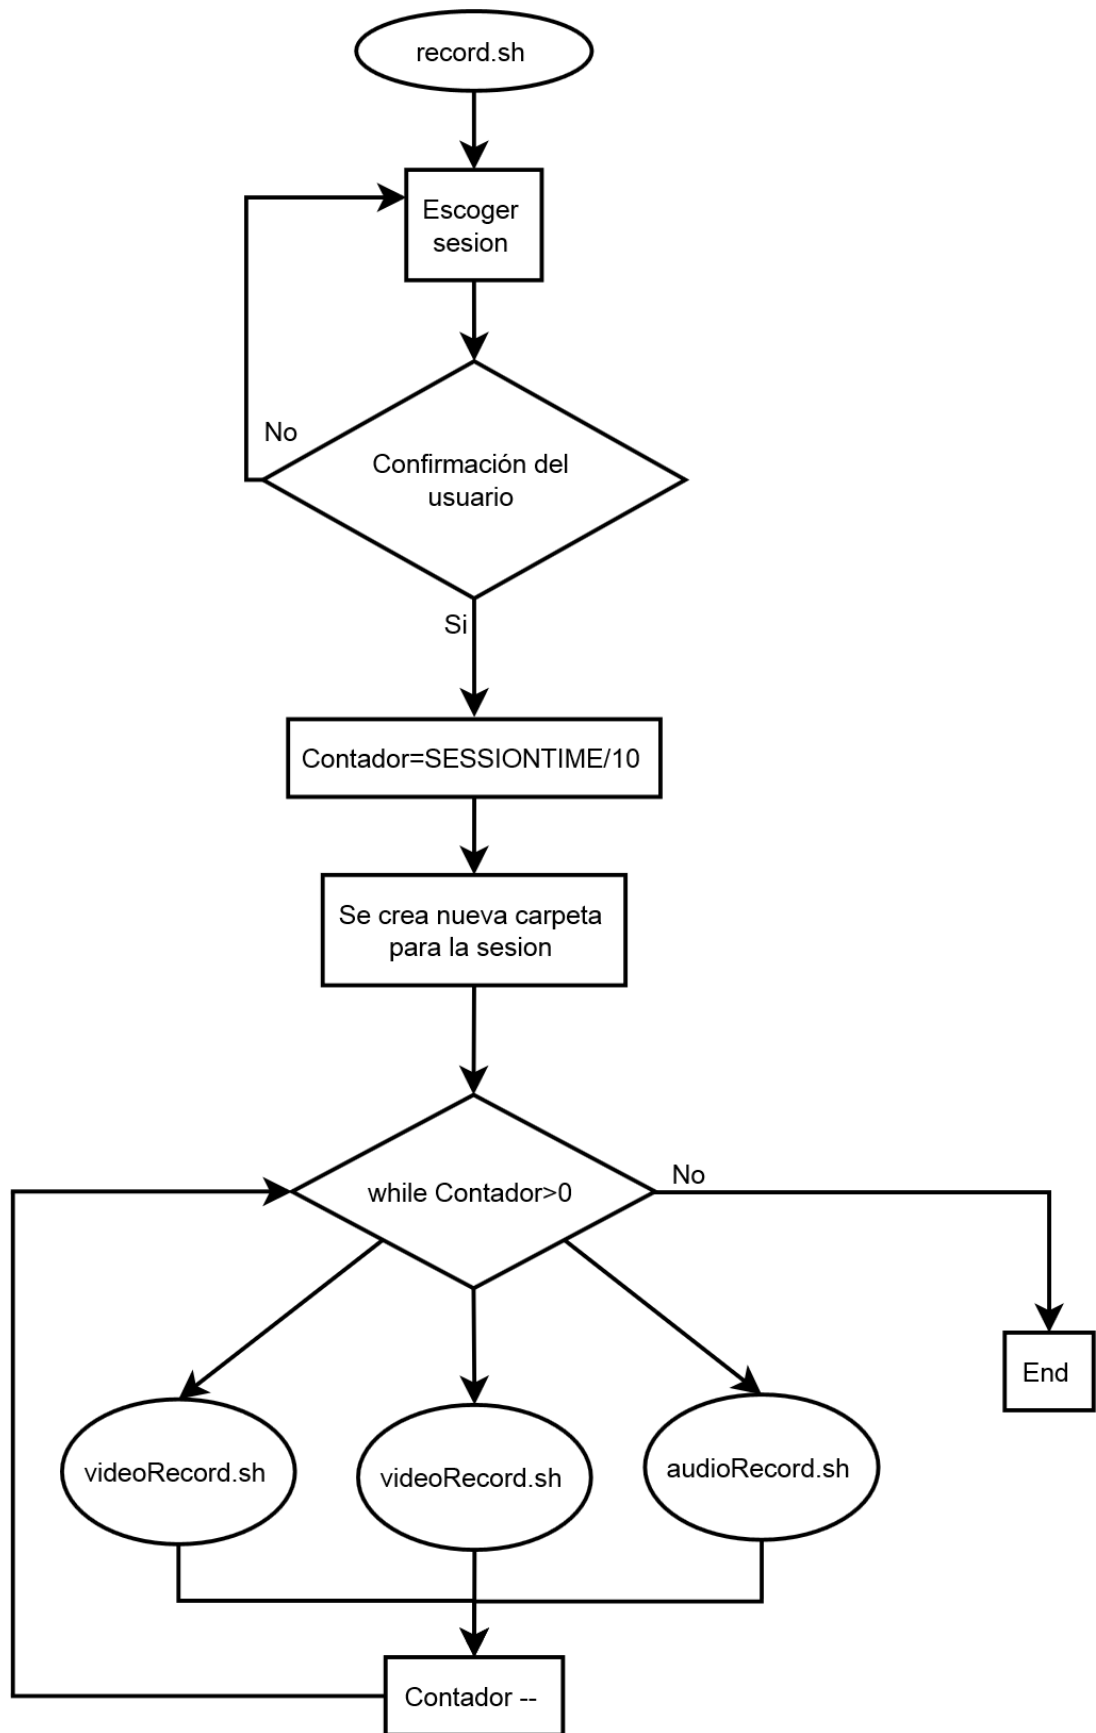 record.sh
Escoger
sesion
No
Confirmación del
usuario
Si
Contador=SESSIONTIME/10
Se crea nueva carpeta
para la sesion
No
while Contador>0
End
videoRecord.sh
videoRecord.sh
audioRecord.sh
Contador --